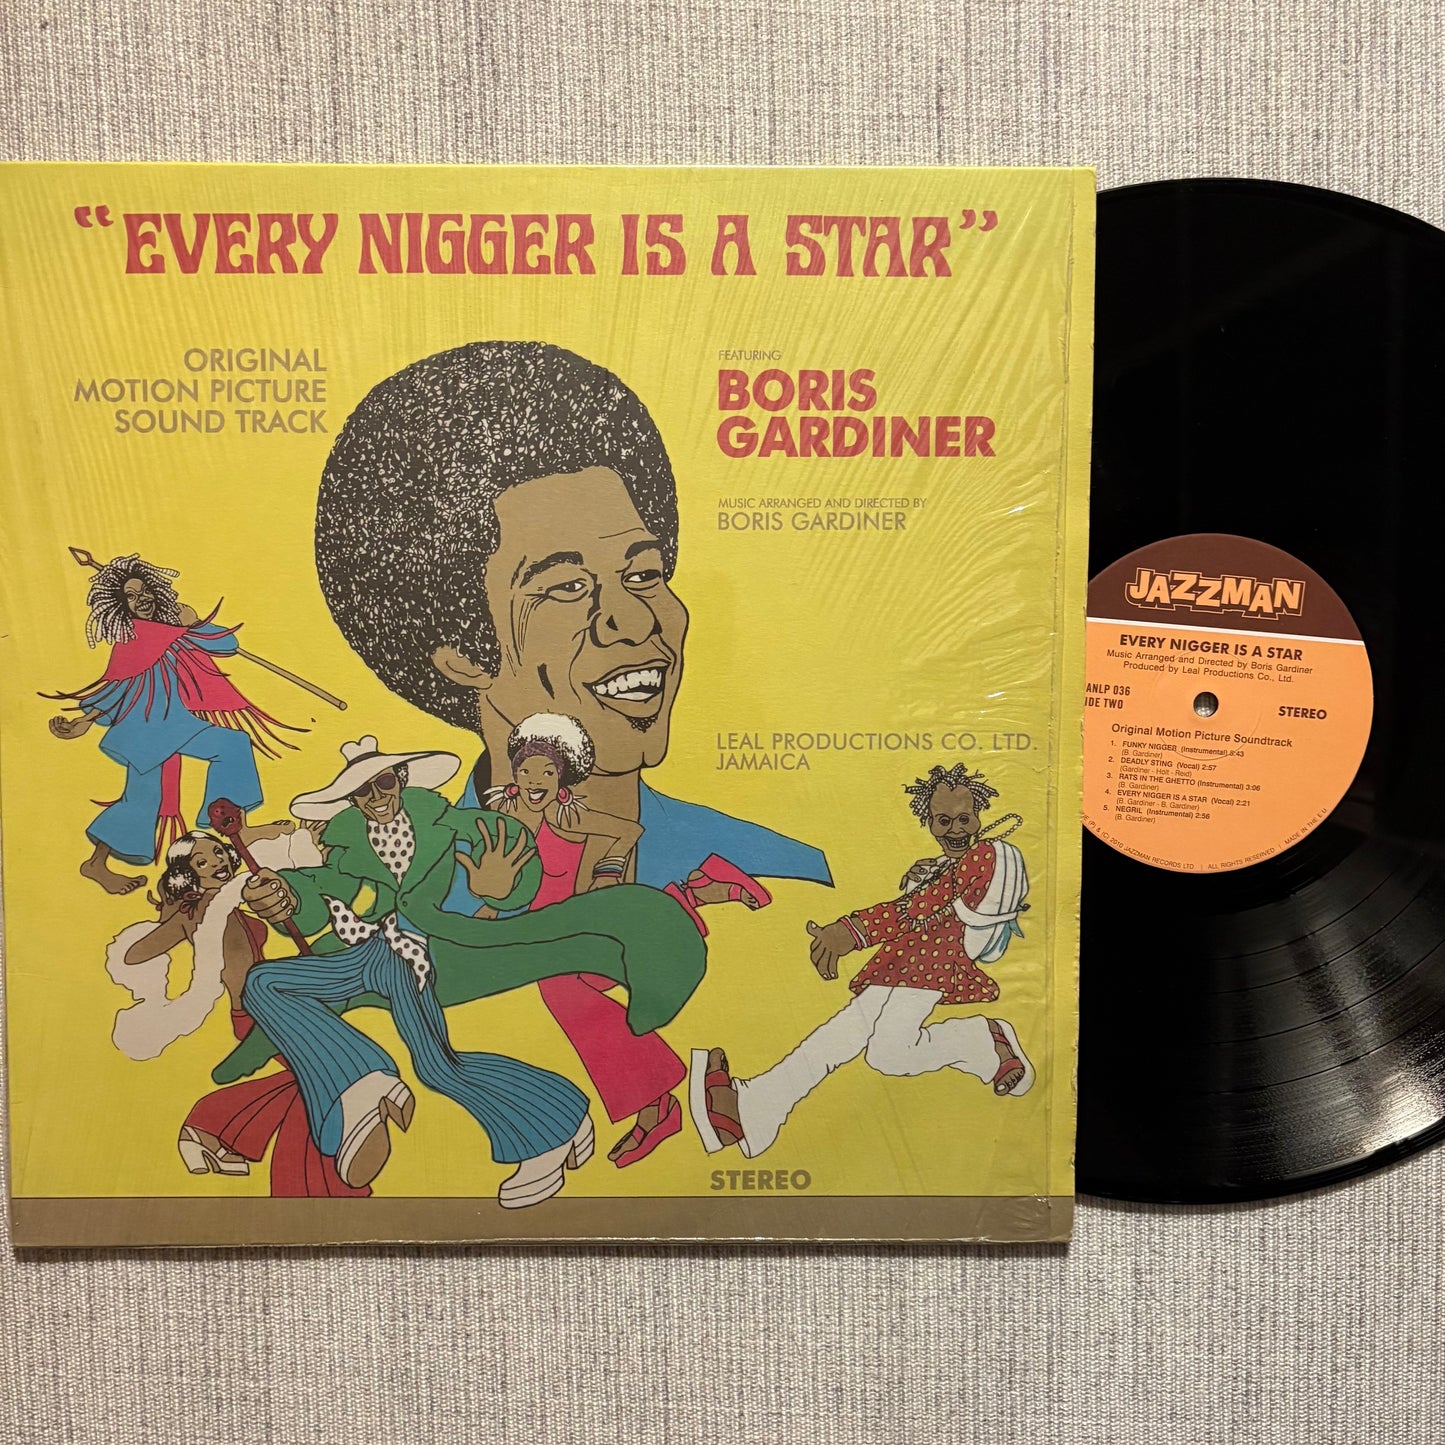 "EVERY NIGGER IS A STAR"
ORIGINAL
MOTION PICTURE
SOUND TRACK
FEATURING
BORIS
GARDINER
MUSIC ARRANGED AND DIRECTED BY
BORIS GARDINER
LEAL PRODUCTIONS CO. LTD.
JAMAICA
STEREO
JAZZMAN
EVERY NIGGER IS A STAR
Music Arranged and Directed by Boris Gardiner
Produced by Leal Productions Co., Ltd.
ANLP 036
IDE TWO
STEREO
Original Motion Picture Soundtrack
1. FUNKY NIGGER (Instrumental) 3:43
(B. Gardiner)
2. DEADLY STING (Vocal) 2:57
(Gardiner - Holt - Reid)
3. RATS IN THE GHETTO (Instrumental) 3:06
(B. Gardiner)
4. EVERY NIGGER IS A STAR (Vocal) 2:21
(B. Gardiner - B. Gardiner)
5. NEGRIL (Instrumental) 2:56
(B. Gardiner)
(P) & (C) 2010 JAZZMAN RECORDS LTD. | ALL RIGHTS RESERVED | MADE IN THE E.U.